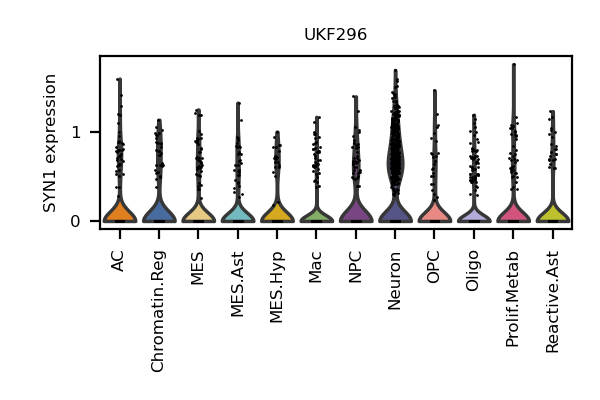 UKF296
SYN1 expression
1
0
AC
Chromatin.Reg
MES
MES.Ast
MES.Hyp
Mac
NPC
Neuron
OPC
Oligo
Prolif.Metab
Reactive.Ast